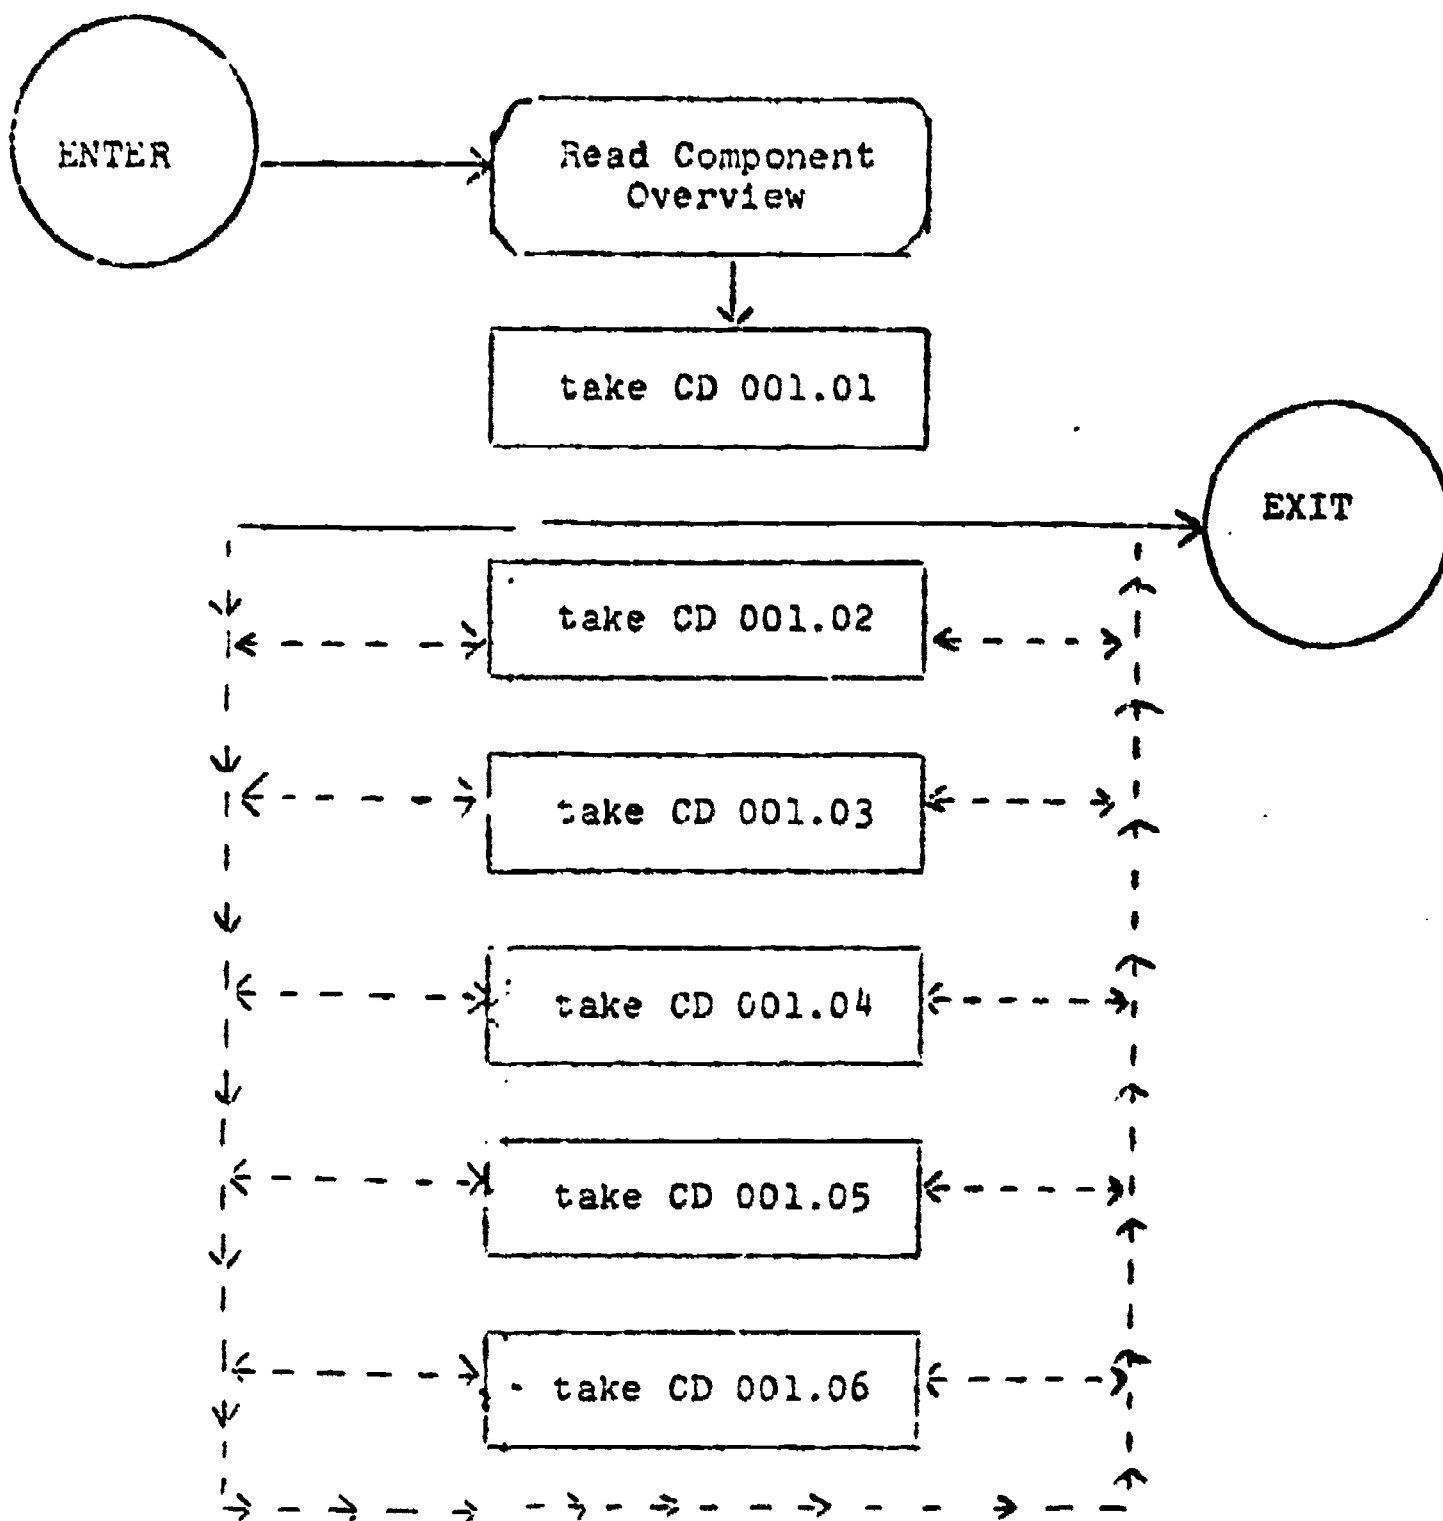 ENTER
Read Component
Overview
take CD 001.01
EXIT
take CD 001.02
take CD 001.03
take CD 001.04
take CD 001.05
take CD 001.06